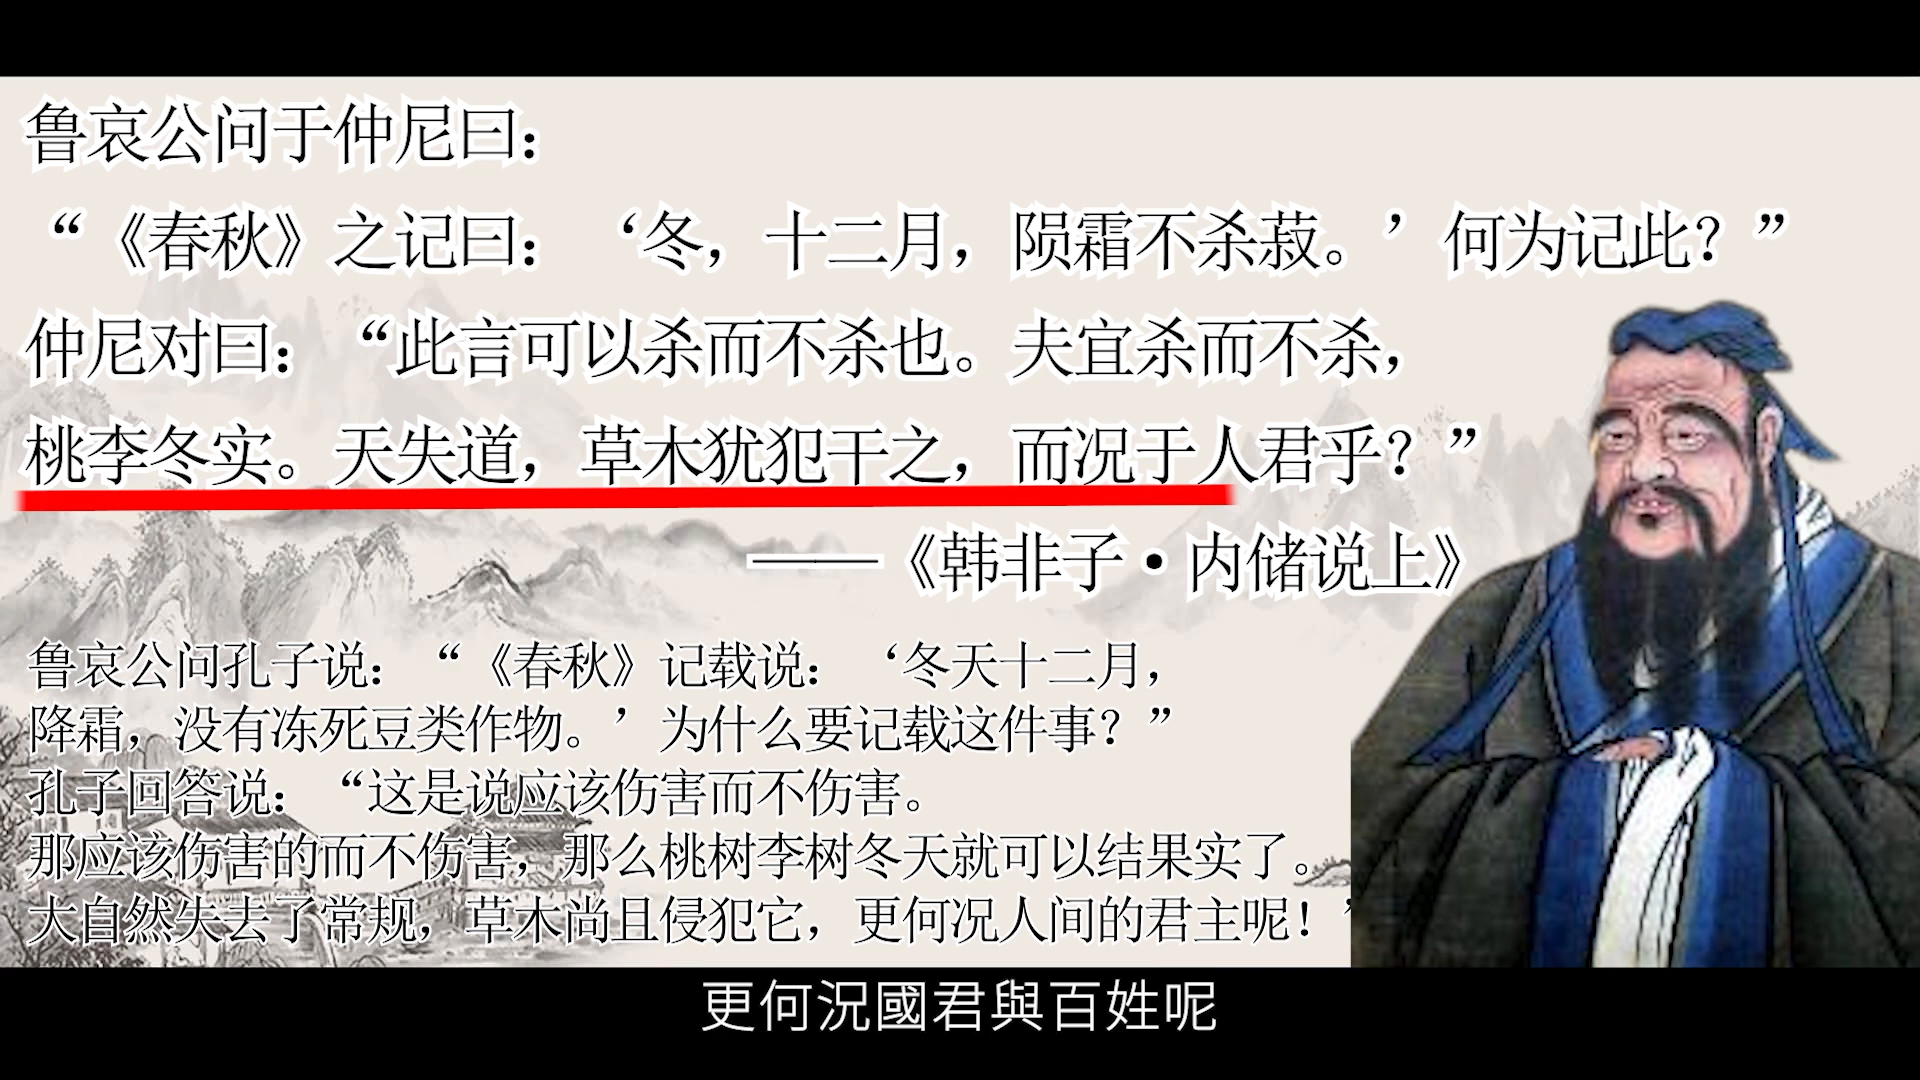 鲁哀公问于仲尼曰：
“《春秋》之记曰：‘冬，十二月，陨霜不杀菽。’何为记此？”
仲尼对曰：“此言可以杀而不杀也。夫宜杀而不杀，
桃李冬实。天失道，草木犹犯干之，而况于人君乎？”
——《韩非子·内储说上》
鲁哀公问孔子说：“《春秋》记载说：‘冬天十二月，
降霜，没有冻死豆类作物。’为什么要记载这件事？”
孔子回答说：“这是说应该伤害而不伤害。
那应该伤害的而不伤害，那么桃树李树冬天就可以结果实了。
大自然失去了常规，草木尚且侵犯它，更何况人间的君主呢！”
更何況國君與百姓呢